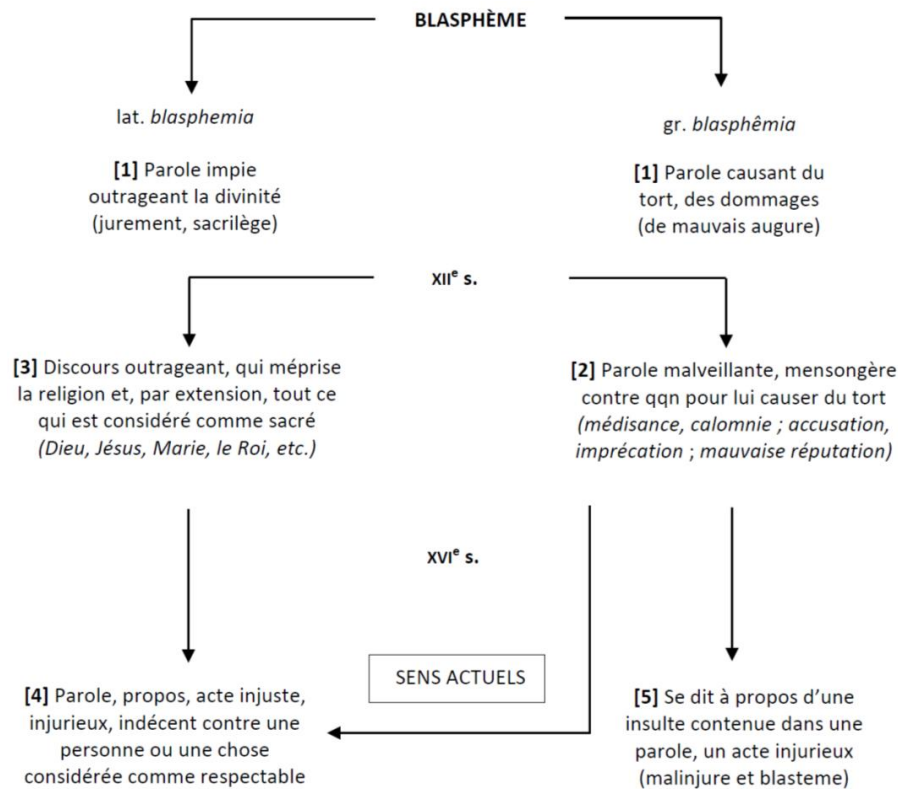 BLASPHÈME
lat. blasphemia
[1] Parole impie
outrageant la divinité
(jurement, sacrilège)
gr. blasphêmia
[1] Parole causant du
tort, des dommages
(de mauvais augure)
XIIe s.
[3] Discours outrageant, qui méprise
la religion et, par extension, tout ce
qui est considéré comme sacré
(Dieu, Jésus, Marie, le Roi, etc.)
[2] Parole malveillante, mensongère
contre qqn pour lui causer du tort
(médisance, calomnie ; accusation,
imprécation ; mauvaise réputation)
XVIe s.
SENS ACTUELS
[4] Parole, propos, acte injuste,
injurieux, indécent contre une
personne ou une chose
considérée comme respectable
[5] Se dit à propos d’une
insulte contenue dans une
parole, un acte injurieux
(malinjure et blasteme)